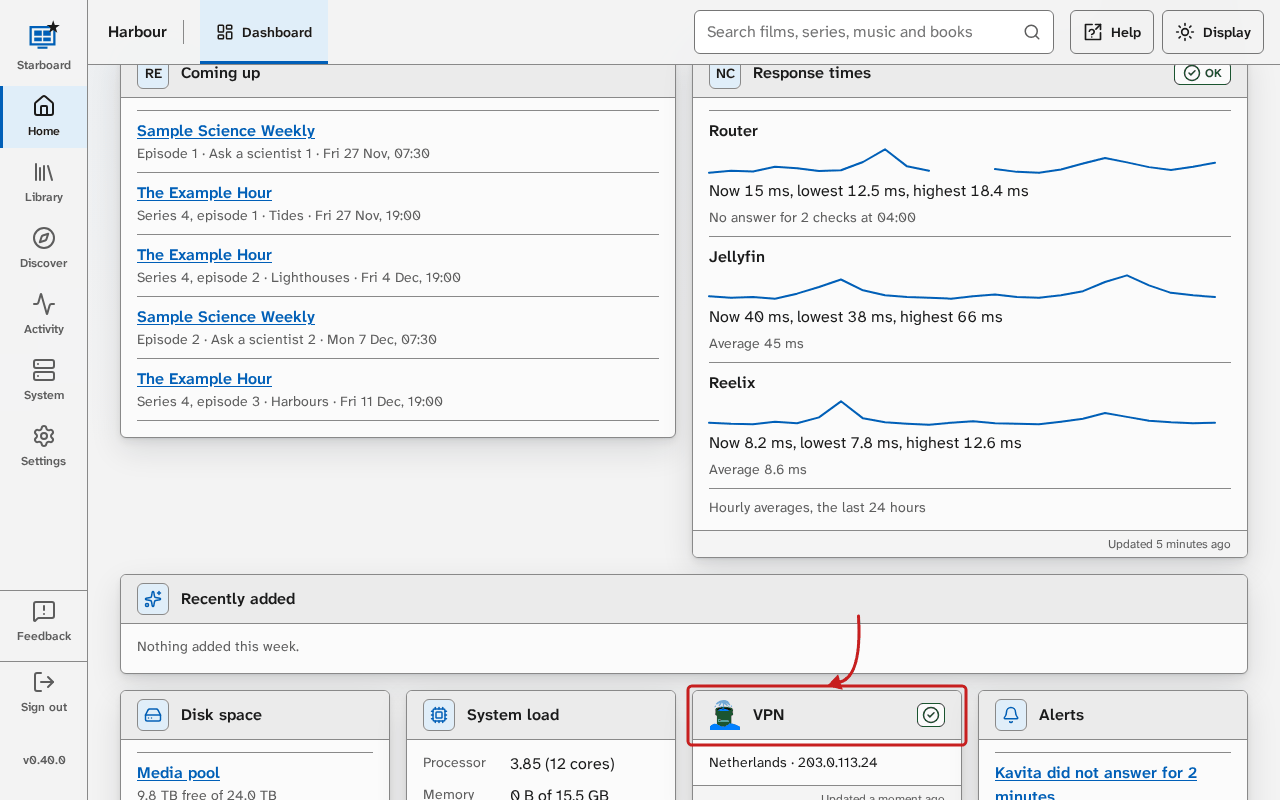 Starboard
Home
Library
Discover
Activity
System
Settings
Feedback
Sign out
v0.40.0
Harbour
Dashboard
Search films, series, music and books
Help
Display
RE
Coming up
Sample Science Weekly
Episode 1 · Ask a scientist 1 · Fri 27 Nov, 07:30
The Example Hour
Series 4, episode 1 · Tides · Fri 27 Nov, 19:00
The Example Hour
Series 4, episode 2 · Lighthouses · Fri 4 Dec, 19:00
Sample Science Weekly
Episode 2 · Ask a scientist 2 · Mon 7 Dec, 07:30
The Example Hour
Series 4, episode 3 · Harbours · Fri 11 Dec, 19:00
NC
Response times
OK
Router
Now 15 ms, lowest 12.5 ms, highest 18.4 ms
No answer for 2 checks at 04:00
Jellyfin
Now 40 ms, lowest 38 ms, highest 66 ms
Average 45 ms
Reelix
Now 8.2 ms, lowest 7.8 ms, highest 12.6 ms
Average 8.6 ms
Hourly averages, the last 24 hours
Updated 5 minutes ago
Recently added
Nothing added this week.
Disk space
Media pool
9.8 TB free of 24.0 TB
System load
Processor
3.85 (12 cores)
Memory
0 B of 15.5 GB
VPN
Netherlands · 203.0.113.24
Updated a moment ago
Alerts
Kavita did not answer for 2
minutes